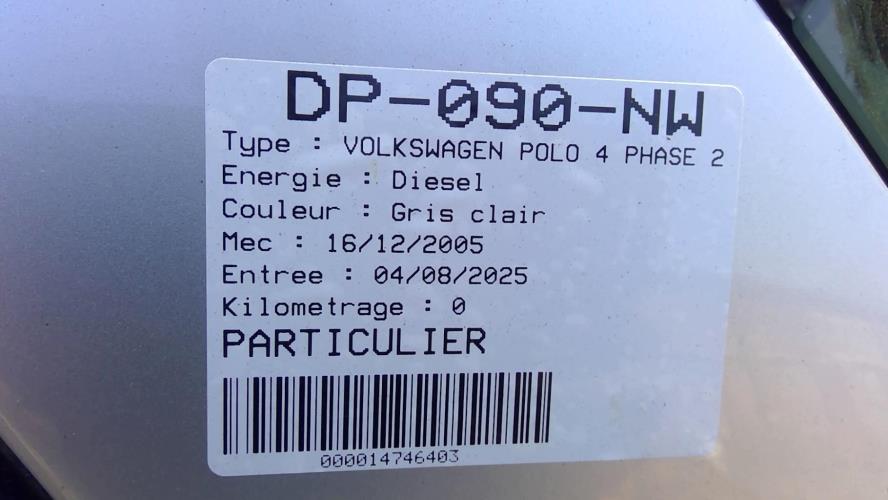 DP-090-NW
Type : VOLKSWAGEN POLO 4 PHASE 2
Energie : Diesel
Couleur : Gris clair
Mec : 16/12/2005
Entree : 04/08/2025
Kilometrage : 0
PARTICULIER
000014746403